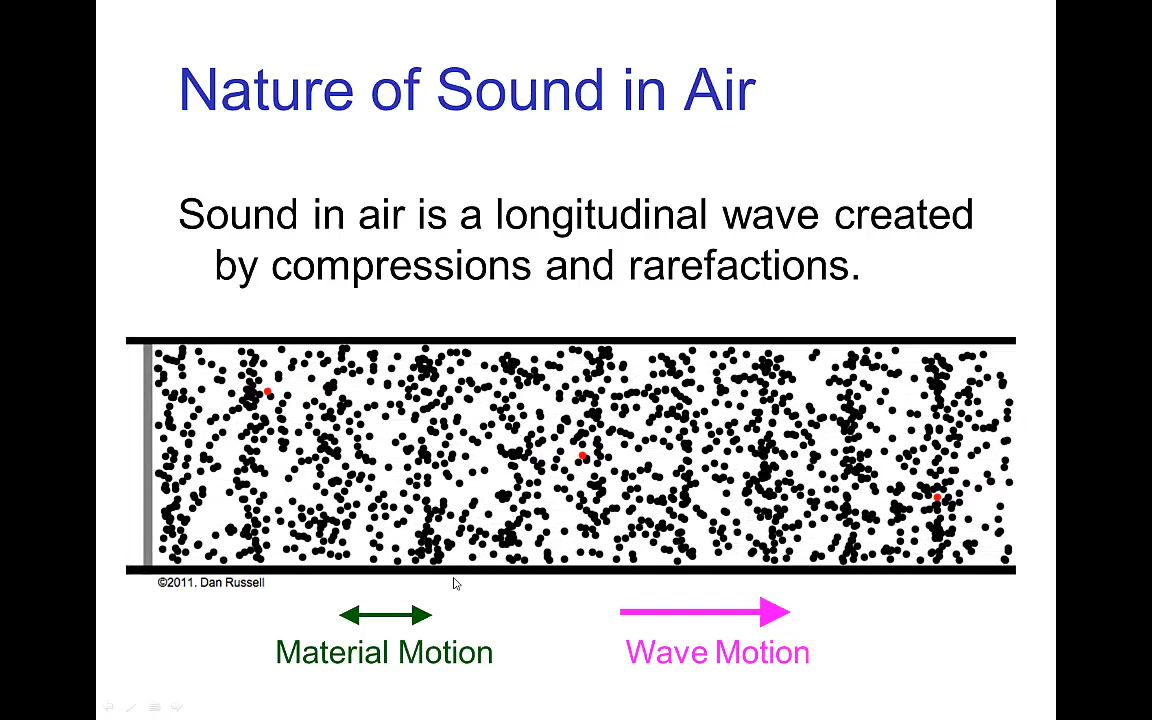 Nature of Sound in Air
Sound in air is a longitudinal wave created
by compressions and rarefactions.
©2011. Dan Russell
Material Motion
Wave Motion